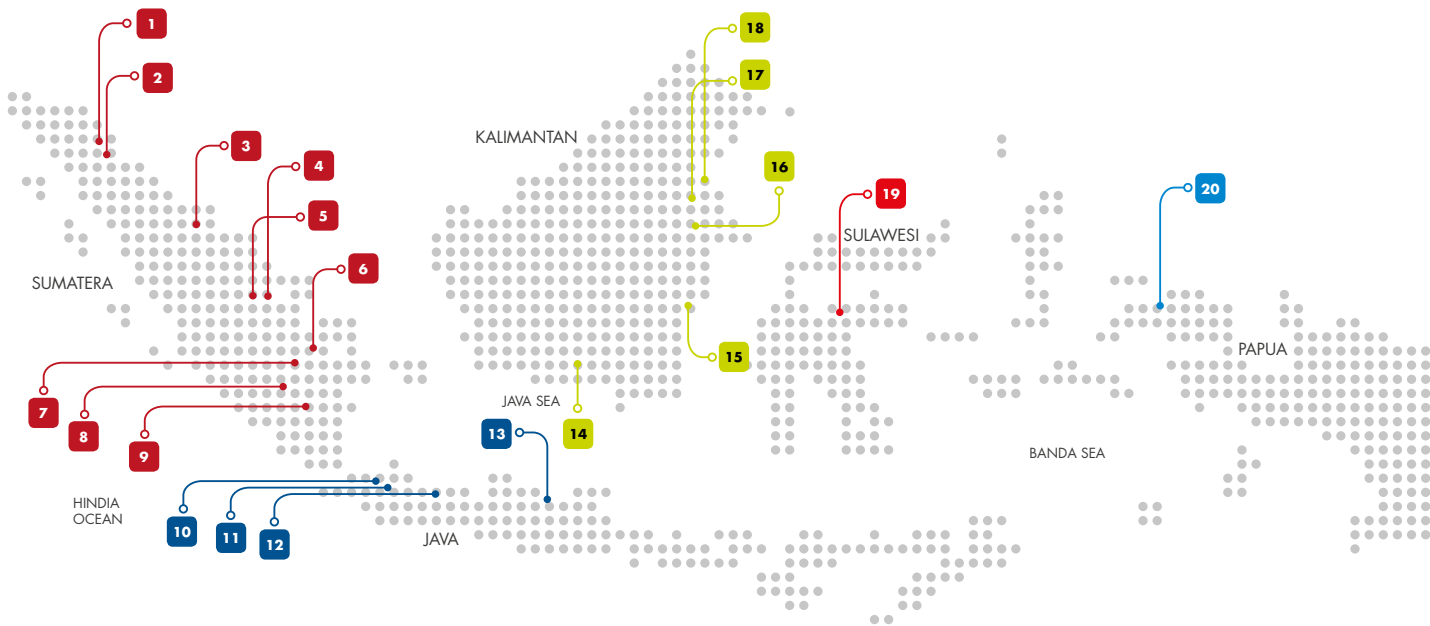 1
2
3
4
5
6
7
8
9
10
11
12
13
14
15
16
17
18
19
20
SUMATERA
KALIMANTAN
SULAWESI
PAPUA
JAVA SEA
BANDA SEA
HINDIA
OCEAN
JAVA